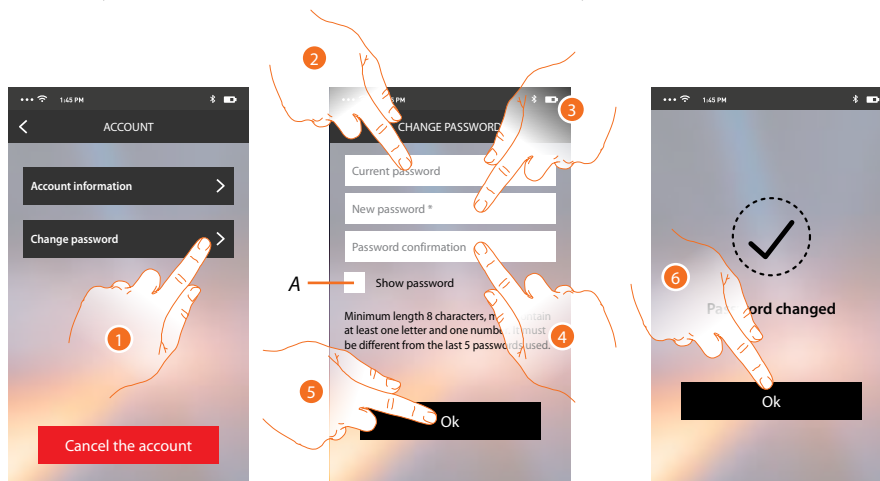 1:45 PM
ACCOUNT
Account information
Change password
1
Cancel the account
2
3
PM
CHANGE PASSWORD
Current password
New password *
Password confirmation
A
Show password
Minimum length 8 characters,
at least one letter and one number must
be different from the last 5 passwords used.
4
5
Ok
1:45 PM
6
changed
Ok